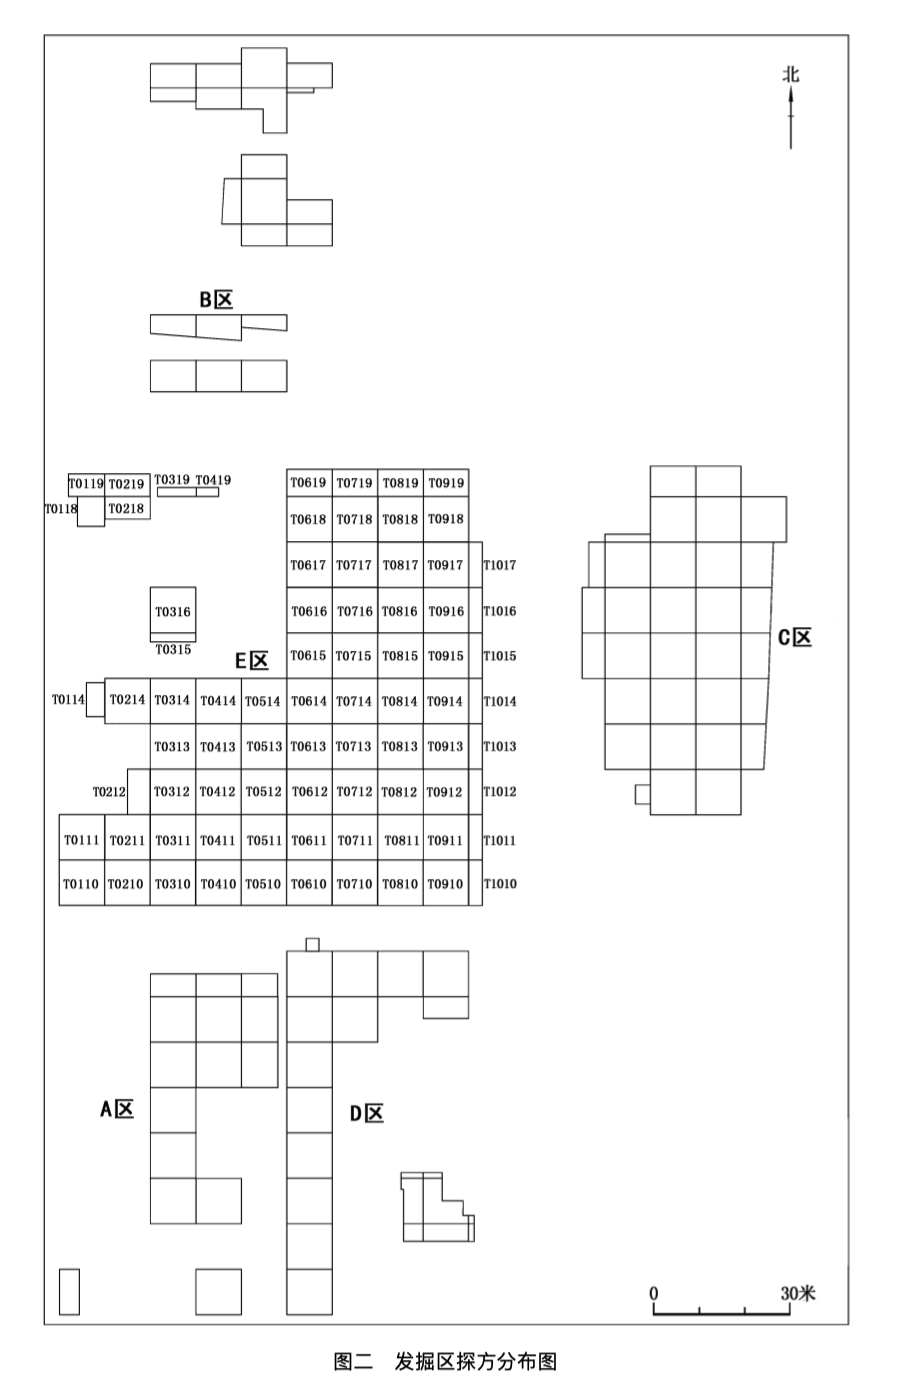 北
B区
T0119 T0219 T0319 T0419 T0619 T0719 T0819 T0919
T0118 T0218 T0618 T0718 T0818 T0918
T0617 T0717 T0817 T0917 T1017
T0316 T0616 T0716 T0816 T0916 T1016
C区
T0315 T0615 T0715 T0815 T0915 T1015
E区
T0114 T0214 T0314 T0414 T0514 T0614 T0714 T0814 T0914 T1014
T0313 T0413 T0513 T0613 T0713 T0813 T0913 T1013
T0212 T0312 T0412 T0512 T0612 T0712 T0812 T0912 T1012
T0111 T0211 T0311 T0411 T0511 T0611 T0711 T0811 T0911 T1011
T0110 T0210 T0310 T0410 T0510 T0610 T0710 T0810 T0910 T1010
A区 D区
0 30米
图二 发掘区探方分布图